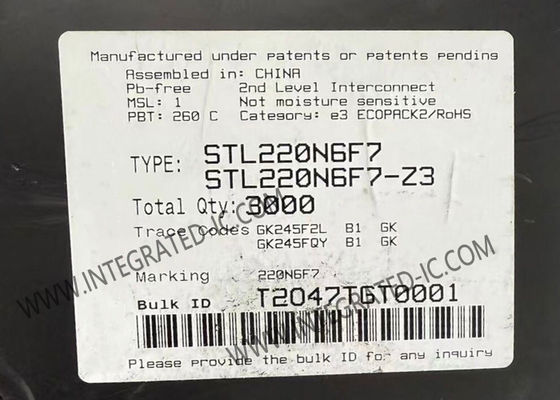 Manufactured under patents or patents pending
Assembled in: CHINA
Pb-free 2nd Level Interconnect
MSL: 1 Not moisture sensitive
PBT: 260 C Category: e3 ECOPACK2/RoHS
TYPE: STL220N6F7
STL220N6F7-Z3
Total Qty: 3000
Trace Codes GK245F2L B1 GK
GK245FQY B1 GK
Marking 220N6F7
Bulk ID T2047TGT0001
Please provide the bulk ID for any inquiry
WWW.INTEGRATED-IC.COM
WWW.INTEGRATED-IC.COM